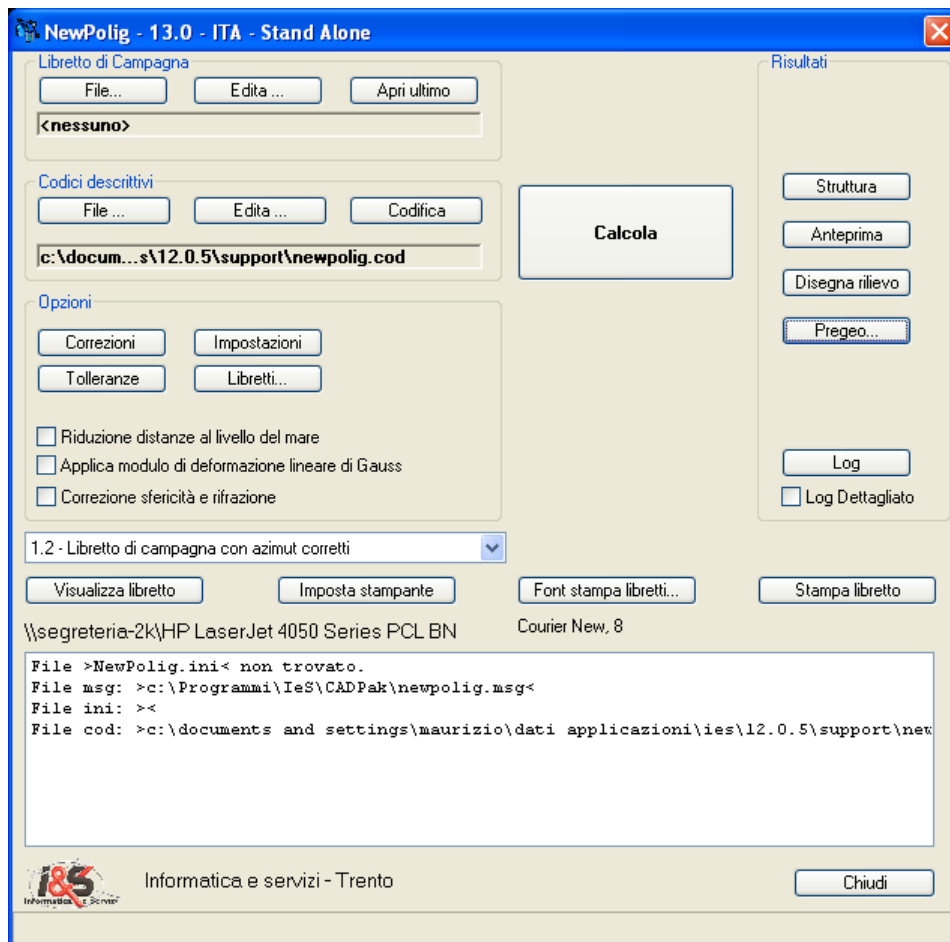 NewPolig - 13.0 - ITA - Stand Alone
Libretto di Campagna
File...
Edita ...
Apri ultimo
<nessuno>
Codici descrittivi
File ...
Edita ...
Codifica
c:\docum...s\12.0.5\support\newpolig.cod
Calcola
Risultati
Struttura
Anteprima
Disegna rilievo
Pregeo...
Log
Log Dettagliato
Opzioni
Correzioni
Impostazioni
Tolleranze
Libretti...
Riduzione distanze al livello del mare
Applica modulo di deformazione lineare di Gauss
Correzione sfericità e rifrazione
1.2 - Libretto di campagna con azimut corretti
Visualizza libretto
Imposta stampante
Font stampa libretti...
Stampa libretto
\\segreteria-2k\HP LaserJet 4050 Series PCL BN
Courier New, 8
File >NewPolig.ini< non trovato.
File msg: >c:\Programmi\IeS\CADPak\newpolig.msg<
File ini: ><
File cod: >c:\documents and settings\maurizio\dati applicazioni\ies\12.0.5\support\new
I&S
Informatica e Servizi
Informatica e servizi - Trento
Chiudi